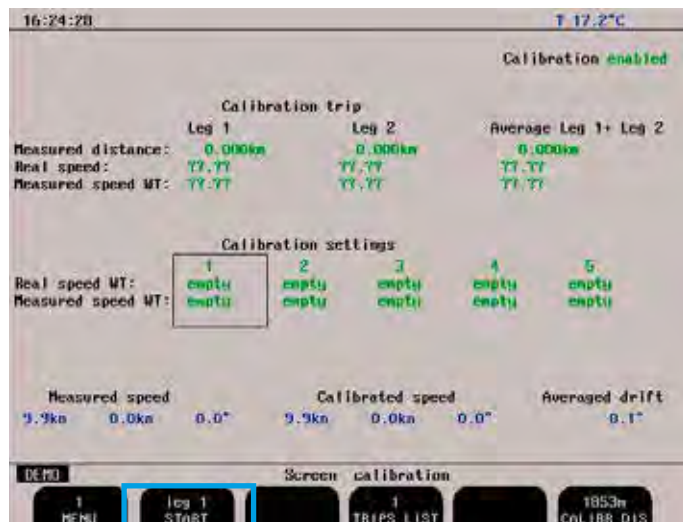 16:24:20 T 17.2°C
Calibration enabled
Calibration trip
Leg 1 Leg 2 Average Leg 1+ Leg 2
Measured distance: 0.000km 0.000km 0.000km
Real speed: ??.?? ??.?? ??.??
Measured speed WT: ??.?? ??.?? ??.??
Calibration settings
1 2 3 4 5
Real speed WT: empty empty empty empty empty
Measured speed WT: empty empty empty empty empty
Measured speed Calibrated speed Averaged drift
9.9kn 0.0kn 0.0° 9.9kn 0.0kn 0.0° 0.1°
DEMO Screen calibration
1 leg 1 1 1853m
MENU START TRIPS LIST CALIBR.DIS